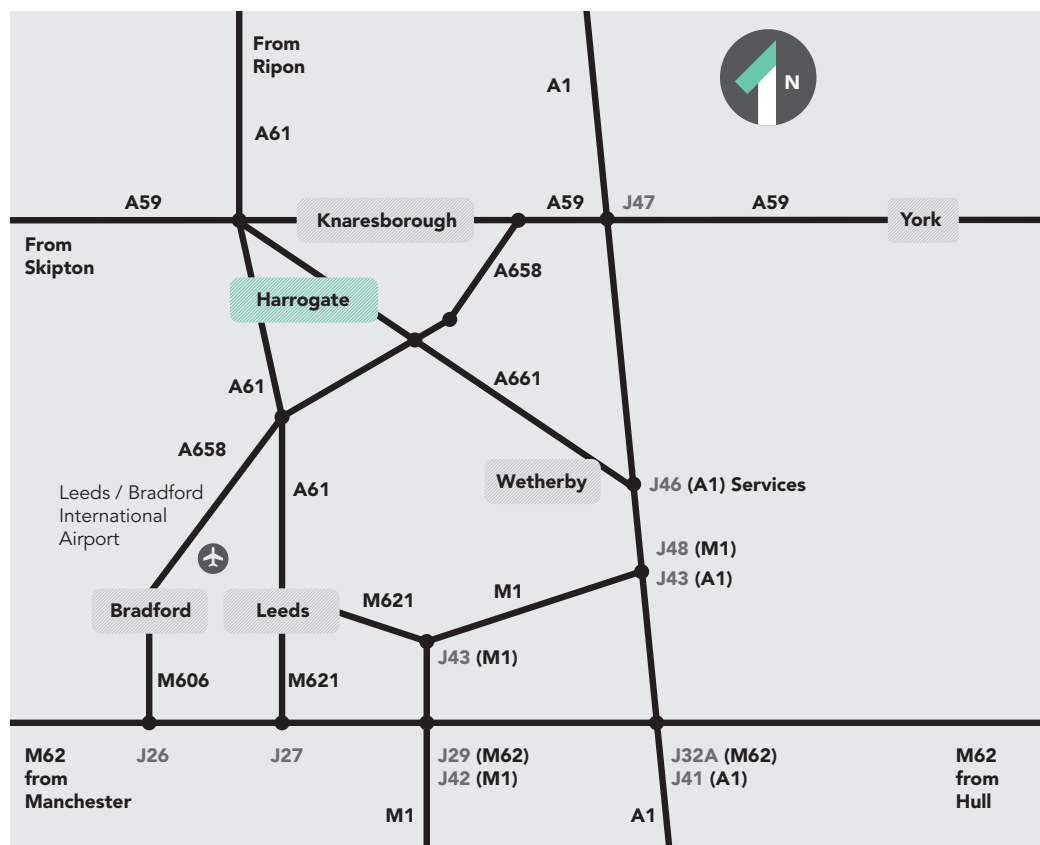 From
Ripon
A1
N
A61
A59
A59
J47
A59
Knaresborough
York
From
Skipton
A658
Harrogate
A61
A661
A658
Wetherby
J46 (A1) Services
A61
Leeds / Bradford
International
Airport
J48 (M1)
J43 (A1)
M1
M621
Bradford
Leeds
J43 (M1)
M606
M621
M62
from
Manchester
J26
J27
J29 (M62)
J42 (M1)
J32A (M62)
J41 (A1)
M62
from
Hull
M1
A1